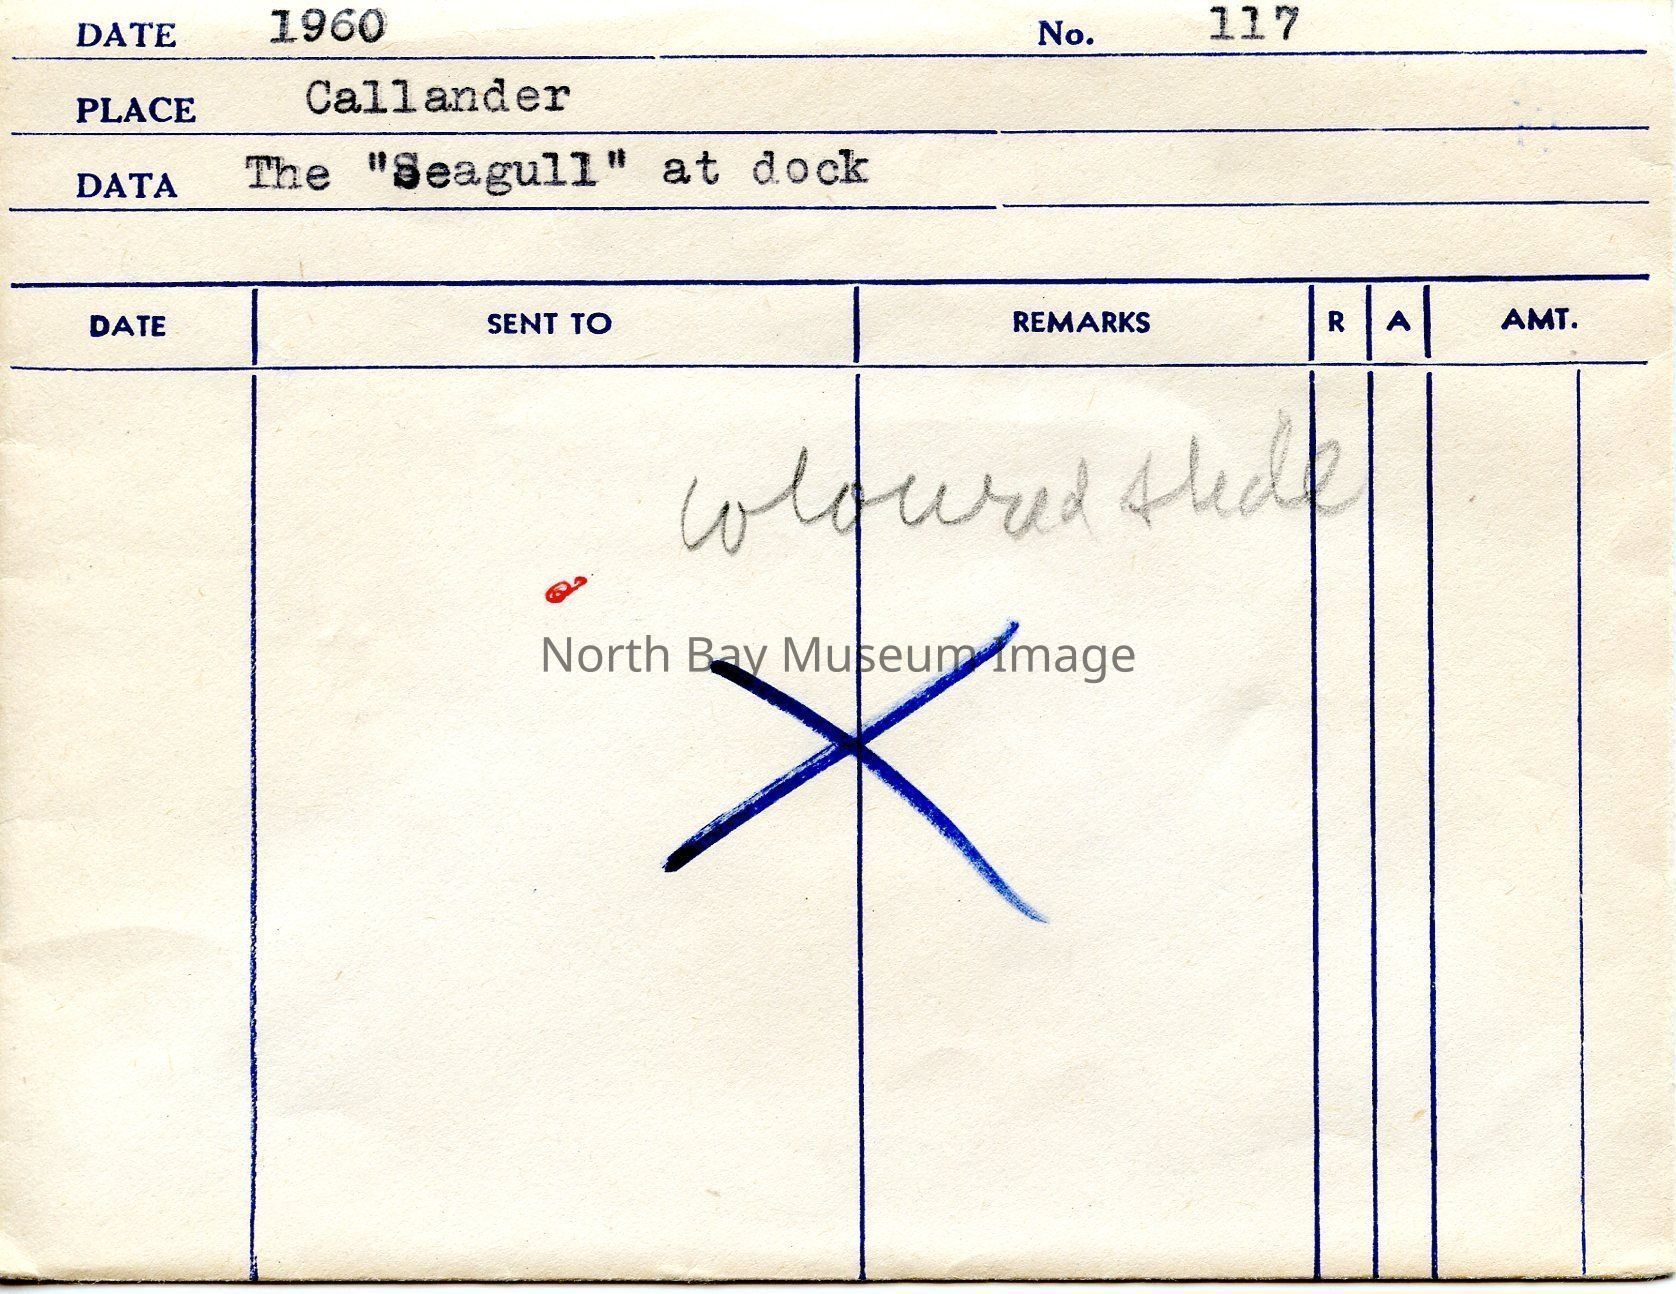 DATE 1960 No. 117
PLACE Callander
DATA The "Seagull" at dock
DATE SENT TO REMARKS R A AMT.
coloured slide
North Bay Museum Image